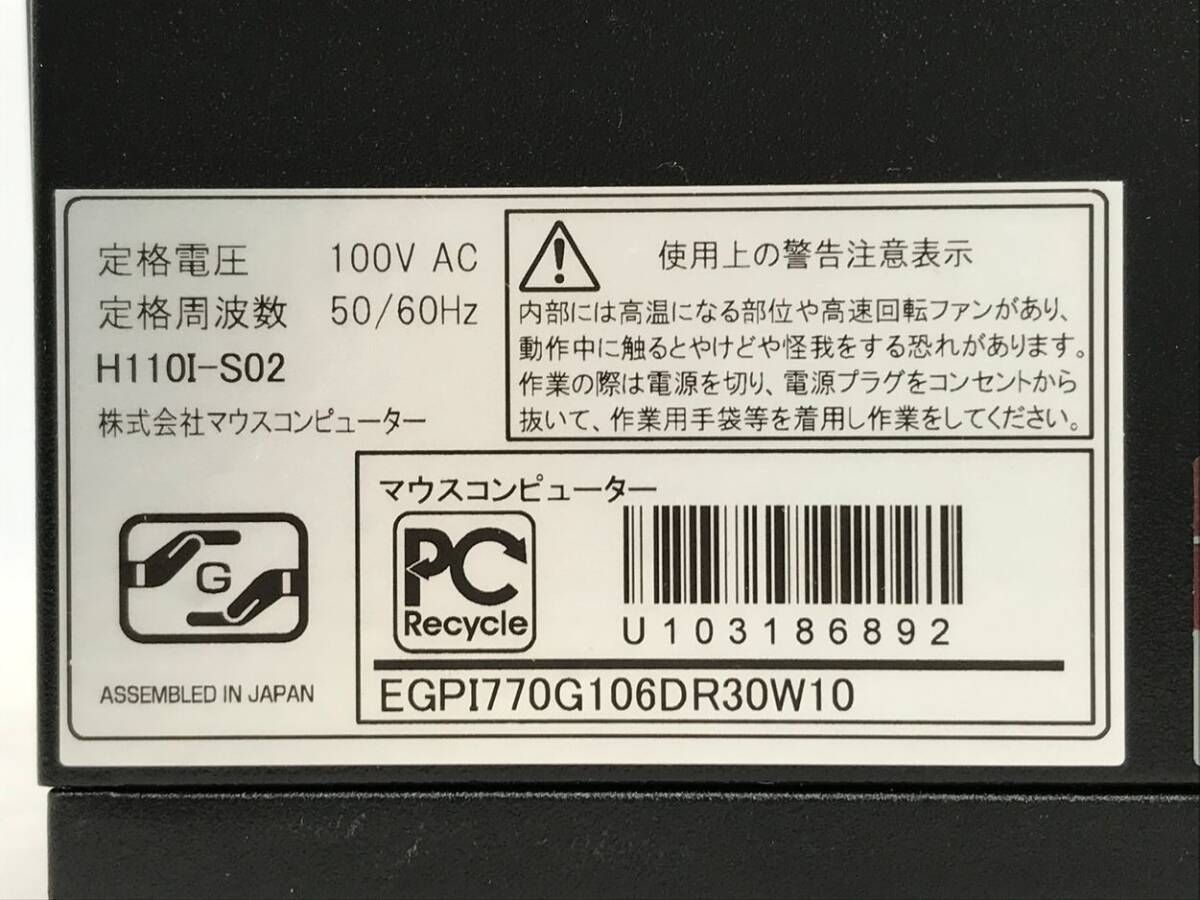 定格電圧 100V AC
定格周波数 50/60Hz
H110I-S02
株式会社マウスコンピューター
使用上の警告注意表示
内部には高温になる部位や高速回転ファンがあり、
動作中に触るとやけどや怪我をする恐れがあります。
作業の際は電源を切り、電源プラグをコンセントから
抜いて、作業用手袋等を着用し作業をしてください。
G
ASSEMBLED IN JAPAN
マウスコンピューター
PC
Recycle
U103186892
EGPI770G106DR30W10